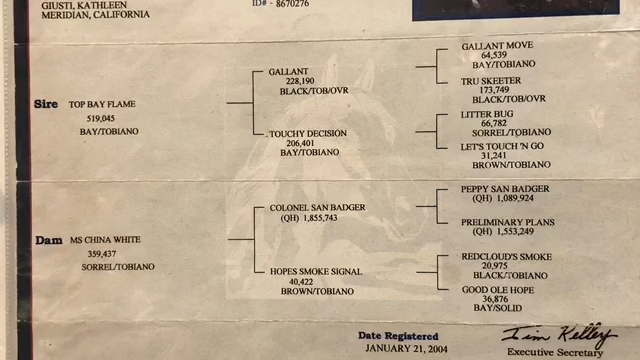 GIUSTI, KATHLEEN
MERIDIAN, CALIFORNIA
ID# - 8670276
Sire TOP BAY FLAME
519,045
BAY/TOBIANO
GALLANT
228,190
BLACK/TOB/OVR
TOUCHY DECISION
206,401
BAY/TOBIANO
GALLANT MOVE
64,539
BAY/TOBIANO
TRU SKEETER
173,749
BLACK/TOB/OVR
LITTER BUG
66,782
SORREL/TOBIANO
LET'S TOUCH 'N GO
31,241
BROWN/TOBIANO
Dam MS CHINA WHITE
359,437
SORREL/TOBIANO
COLONEL SAN BADGER
(QH) 1,855,743
HOPES SMOKE SIGNAL
40,422
BROWN/TOBIANO
PEPPY SAN BADGER
(QH) 1,089,924
PRELIMINARY PLANS
(QH) 1,553,249
REDCLOUD'S SMOKE
20,975
BLACK/TOBIANO
GOOD OLE HOPE
36,876
BAY/SOLID
Date Registered
JANUARY 21, 2004
Jim Kelley
Executive Secretary